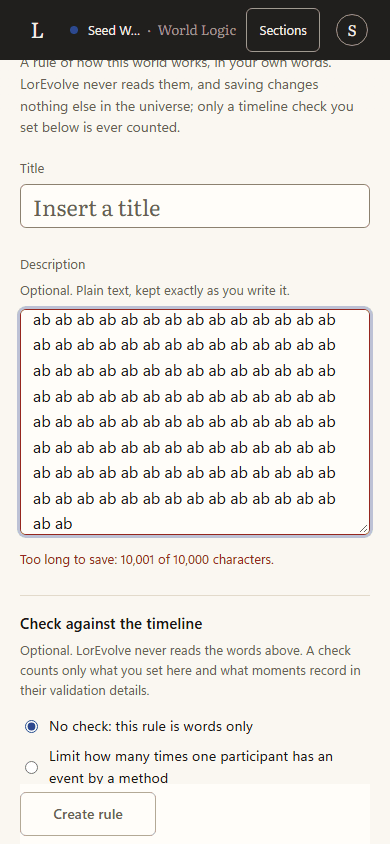 L Seed W... · World Logic Sections S
A rule of how this world works, in your own words.
LorEvolve never reads them, and saving changes
nothing else in the universe; only a timeline check you
set below is ever counted.
Title
Insert a title
Description
Optional. Plain text, kept exactly as you write it.
ab ab ab ab ab ab ab ab ab ab ab ab ab ab
ab ab ab ab ab ab ab ab ab ab ab ab ab ab
ab ab ab ab ab ab ab ab ab ab ab ab ab ab
ab ab ab ab ab ab ab ab ab ab ab ab ab ab
ab ab ab ab ab ab ab ab ab ab ab ab ab ab
ab ab ab ab ab ab ab ab ab ab ab ab ab ab
ab ab ab ab ab ab ab ab ab ab ab ab ab ab
ab ab ab ab ab ab ab ab ab ab ab ab ab ab
ab ab
Too long to save: 10,001 of 10,000 characters.
Check against the timeline
Optional. LorEvolve never reads the words above. A check
counts only what you set here and what moments record in
their validation details.
No check: this rule is words only
Limit how many times one participant has an
event by a method
Create rule